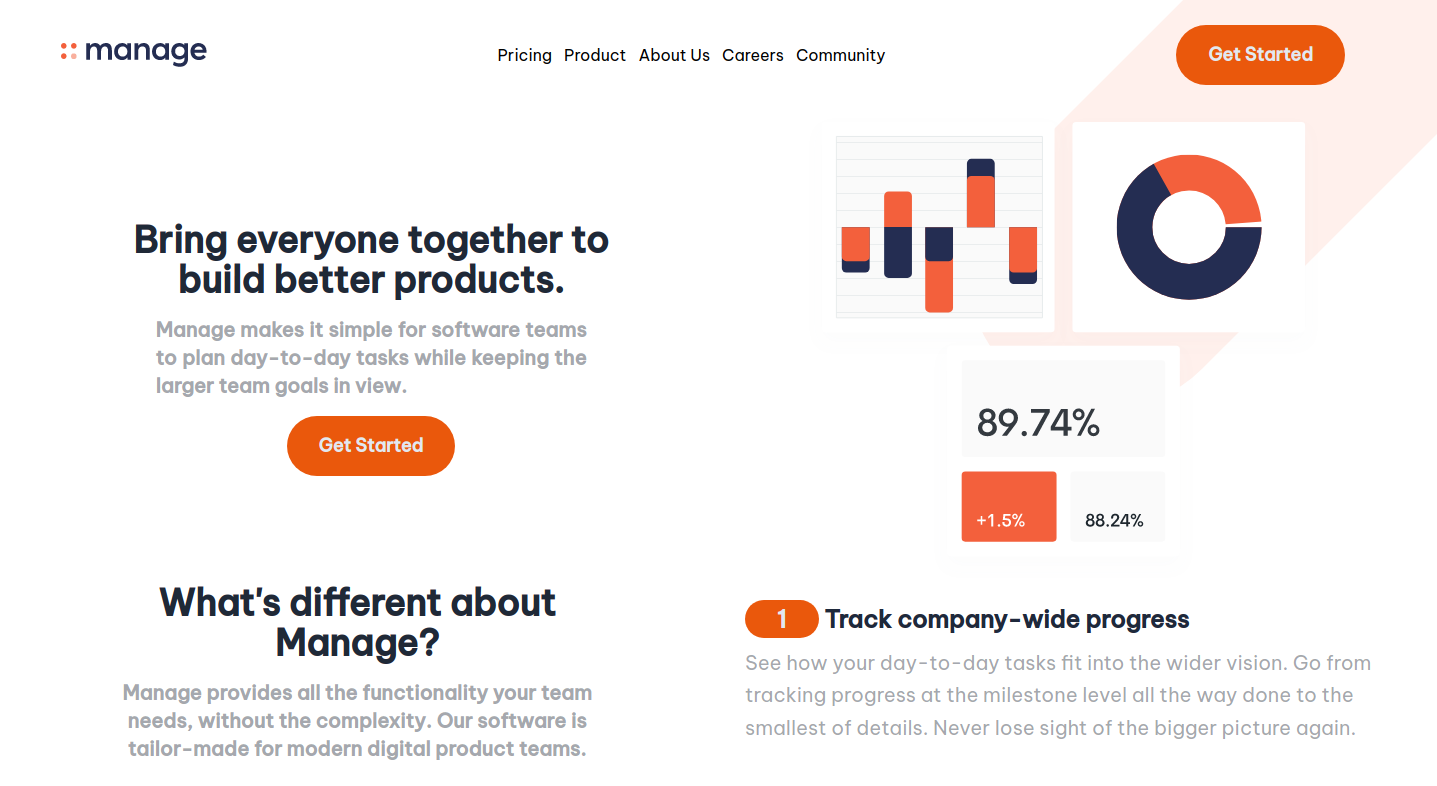 manage
Pricing Product About Us Careers Community
Get Started
Bring everyone together to
build better products.
Manage makes it simple for software teams
to plan day-to-day tasks while keeping the
larger team goals in view.
Get Started
89.74%
+1.5%
88.24%
What's different about
Manage?
Manage provides all the functionality your team
needs, without the complexity. Our software is
tailor-made for modern digital product teams.
1 Track company-wide progress
See how your day-to-day tasks fit into the wider vision. Go from
tracking progress at the milestone level all the way done to the
smallest of details. Never lose sight of the bigger picture again.